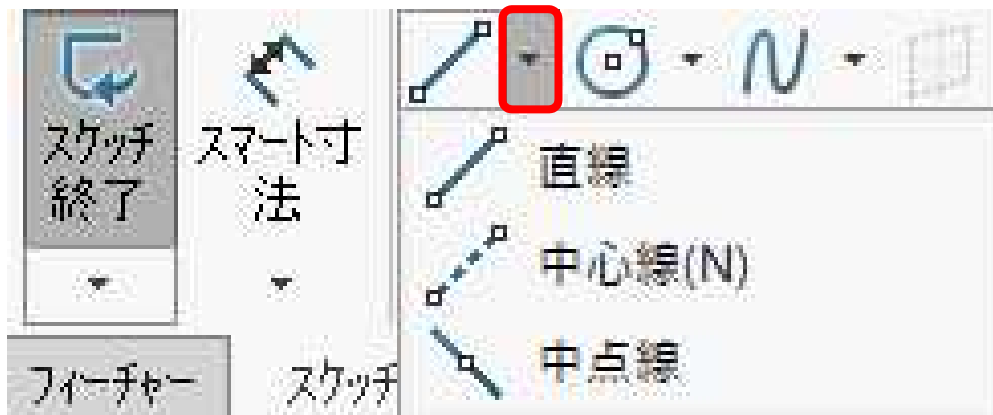 スケッチ
終了
スマート寸
法
直線
中心線(N)
中点線
フィーチャー
スケッチ